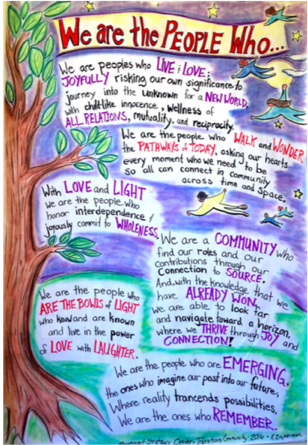 We are the PEOPLE Who...
We are peoples who LIVE & LOVE;
JOYFULLY risking our own significance to
journey into the unknown for a NEW WORLD.
with childlike innocence, wellness of
ALL RELATIONS, mutuality, and reciprocity.
We are the people who WALK and WONDER
the PATHWAYS of TODAY, asking our hearts
every moment who we need to be
So all can connect in community
across time and Space.
With LOVE and LIGHT
we are the people who
honor interdependence &
joyously commit to WHOLENESS.
We are a COMMUNITY who
find our roles and our
contributions through our
Connection to SOURCE.
And, with the knowledge that we
have ALREADY WON,
we are able to look far
and navigate toward a horizon,
where we THRIVE through JOY and
CONNECTION!
We are the people who
ARE THE BOWLS of LIGHT
who know and are known
and live in the power
of LOVE with LAUGHTER.
We are the people who are EMERGING.
the ones who imagine our past into our future,
Where reality trancends possibilities,
We are the ones who REMEMBER.